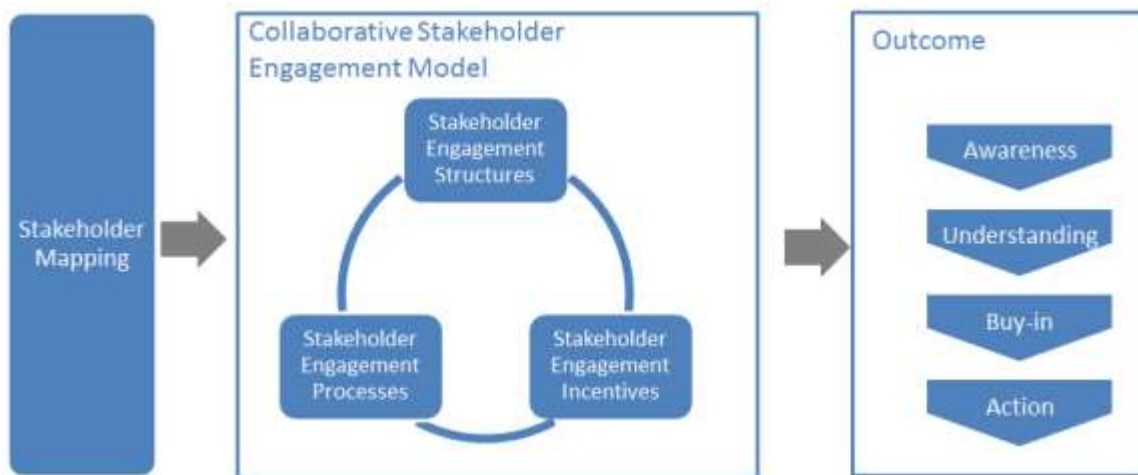 Stakeholder
Mapping
Collaborative Stakeholder
Engagement Model
Stakeholder
Engagement
Structures
Stakeholder
Engagement
Processes
Stakeholder
Engagement
Incentives
Outcome
Awareness
Understanding
Buy-in
Action